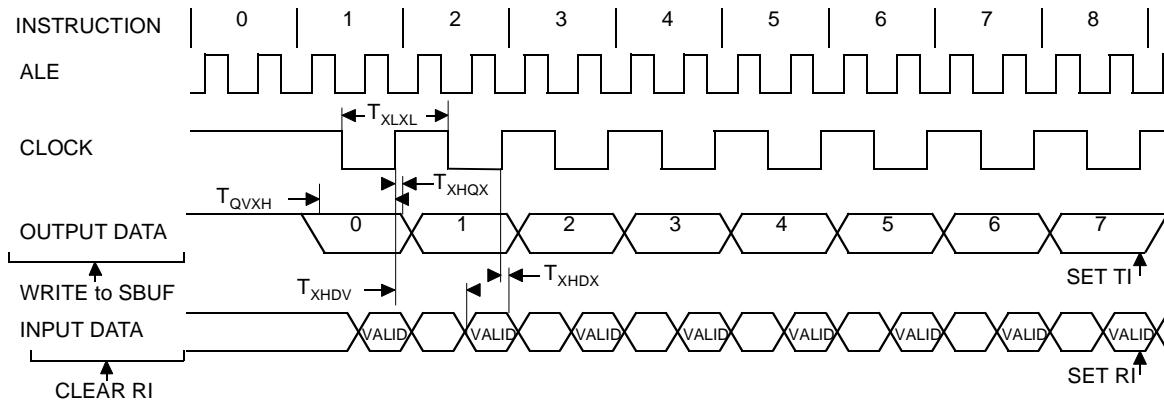 INSTRUCTION 0 1 2 3 4 5 6 7 8
ALE
TXLXL
CLOCK
TXHQX
TQVXH
OUTPUT DATA 0 1 2 3 4 5 6 7
TXHDX
SET TI
WRITE to SBUF
TXHDV
INPUT DATA VALID VALID VALID VALID VALID VALID VALID VALID
SET RI
CLEAR RI